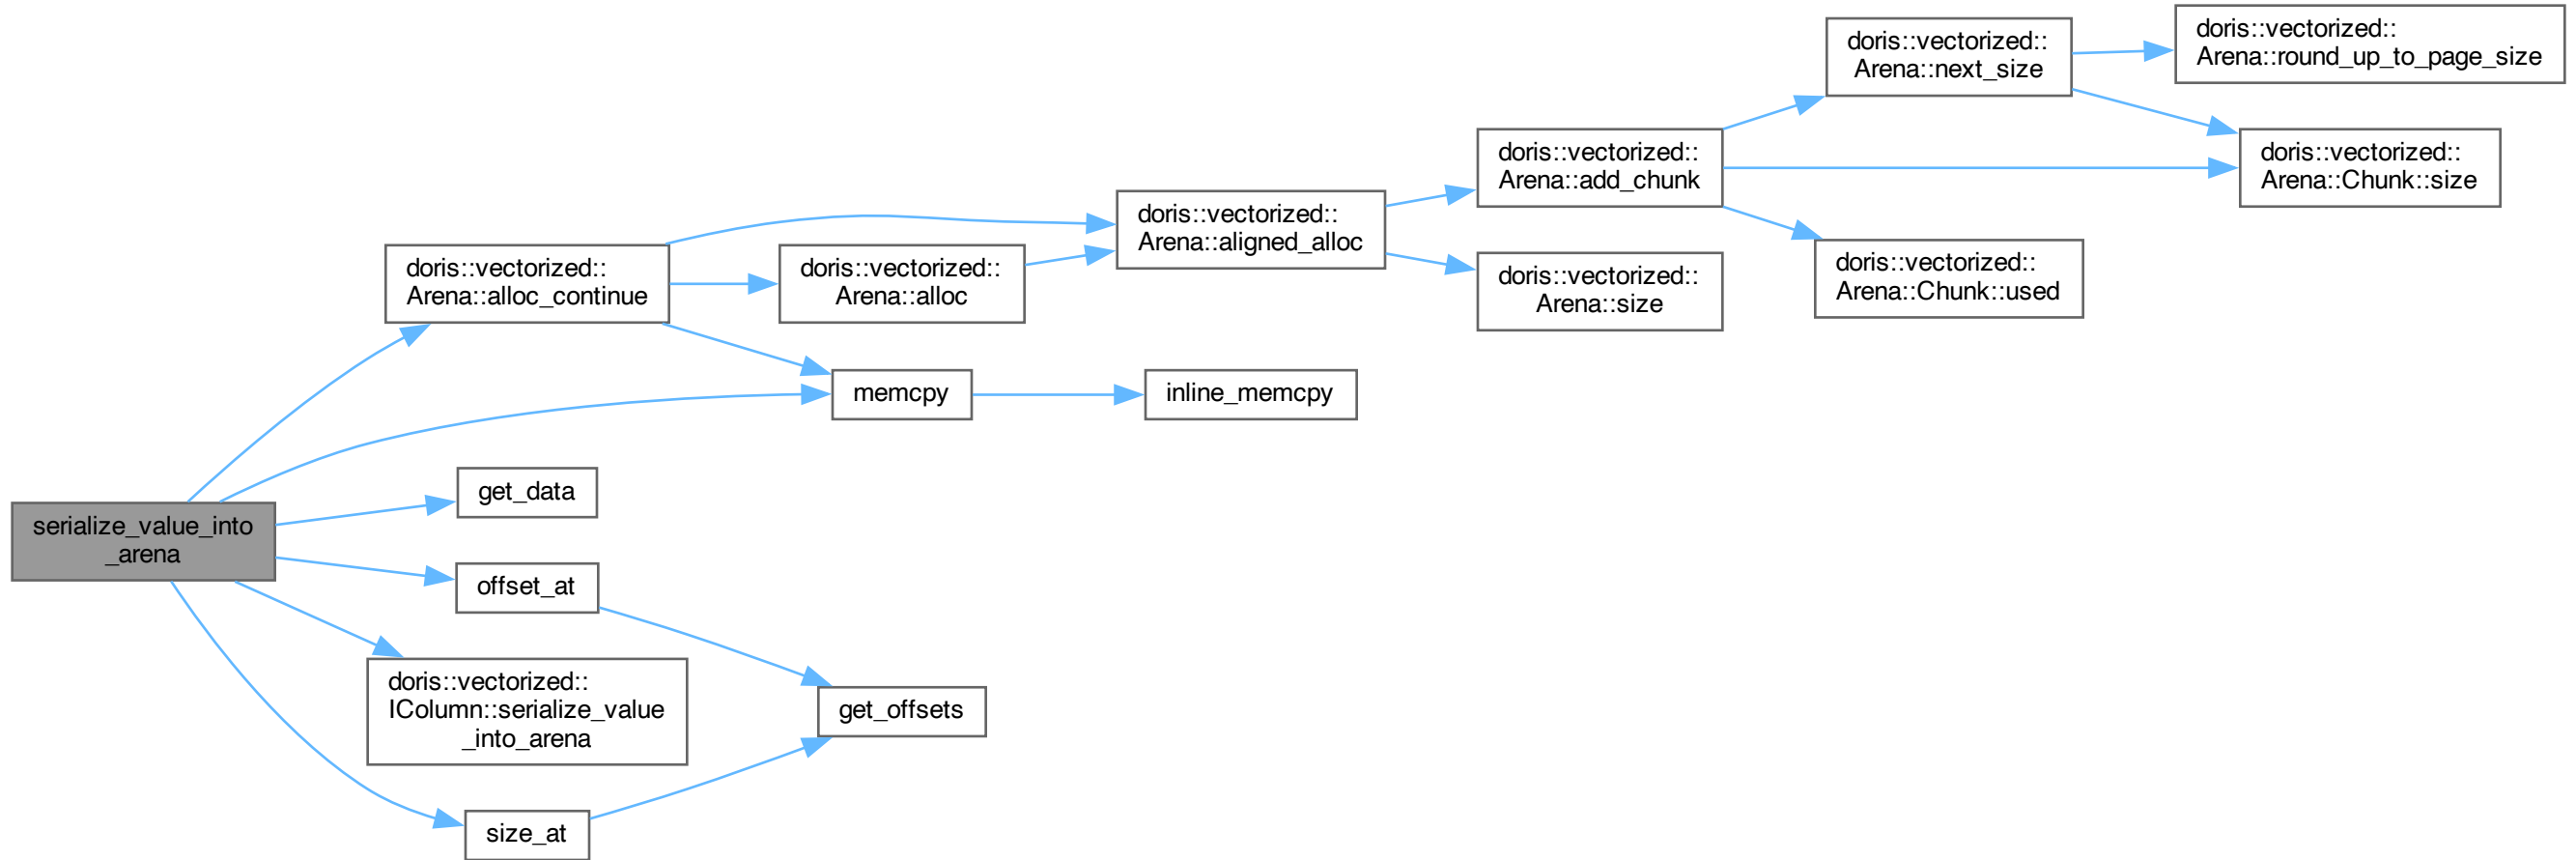 serialize_value_into
_arena
doris::vectorized::
Arena::alloc_continue
doris::vectorized::
Arena::alloc
doris::vectorized::
Arena::aligned_alloc
doris::vectorized::
Arena::add_chunk
doris::vectorized::
Arena::next_size
doris::vectorized::
Arena::round_up_to_page_size
doris::vectorized::
Arena::Chunk::size
doris::vectorized::
Arena::Chunk::used
doris::vectorized::
Arena::size
memcpy
inline_memcpy
get_data
offset_at
get_offsets
doris::vectorized::
IColumn::serialize_value
_into_arena
size_at